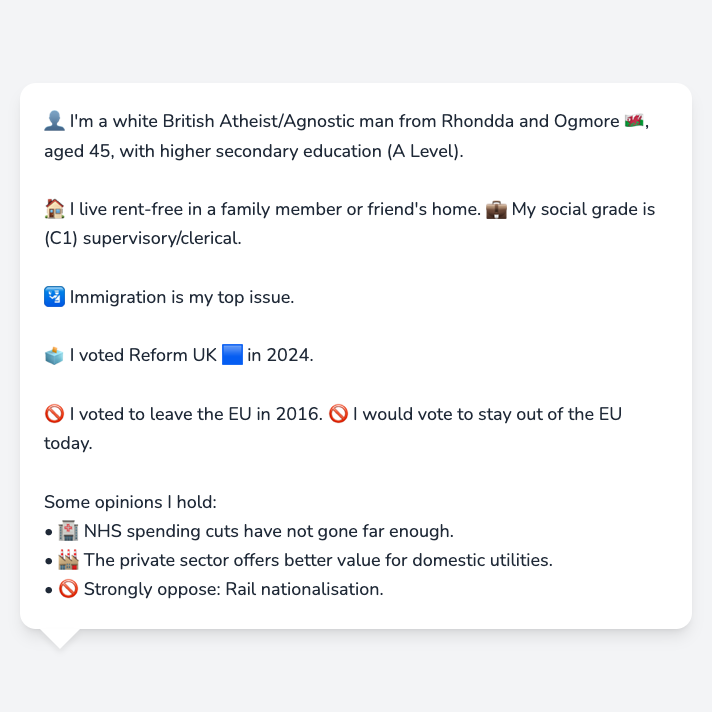 👤 I'm a white British Atheist/Agnostic man from Rhondda and Ogmore 🏴󠁧󠁢󠁷󠁬󠁳󠁿,
aged 45, with higher secondary education (A Level).
🏠 I live rent-free in a family member or friend's home. 💼 My social grade is
(C1) supervisory/clerical.
🛂 Immigration is my top issue.
🗳️ I voted Reform UK 🟦 in 2024.
🚫 I voted to leave the EU in 2016. 🚫 I would vote to stay out of the EU
today.
Some opinions I hold:
• 🏥 NHS spending cuts have not gone far enough.
• 🏭 The private sector offers better value for domestic utilities.
• 🚫 Strongly oppose: Rail nationalisation.